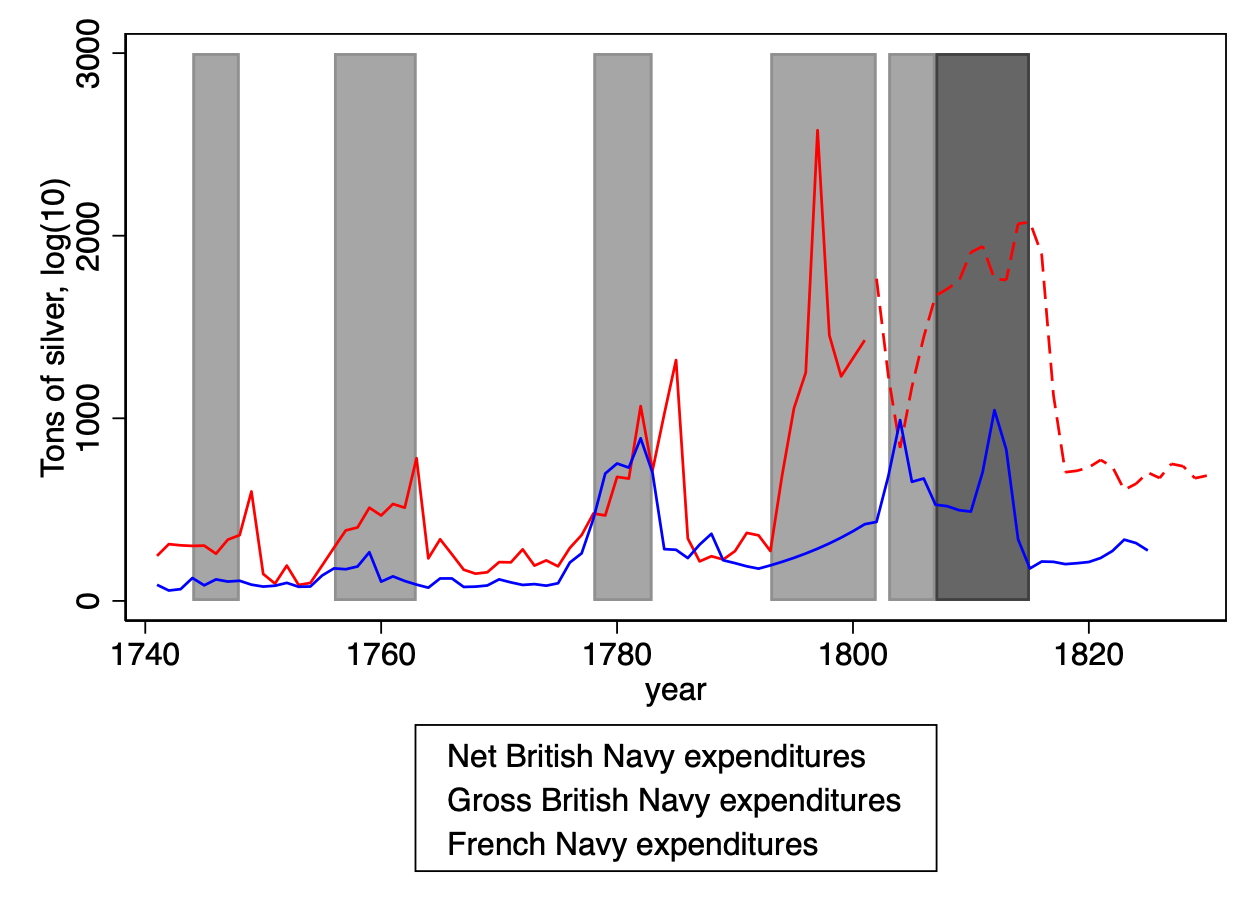 3000
2000
1000
0
Tons of silver, log(10)
1740 1760 1780 1800 1820
year
Net British Navy expenditures
Gross British Navy expenditures
French Navy expenditures